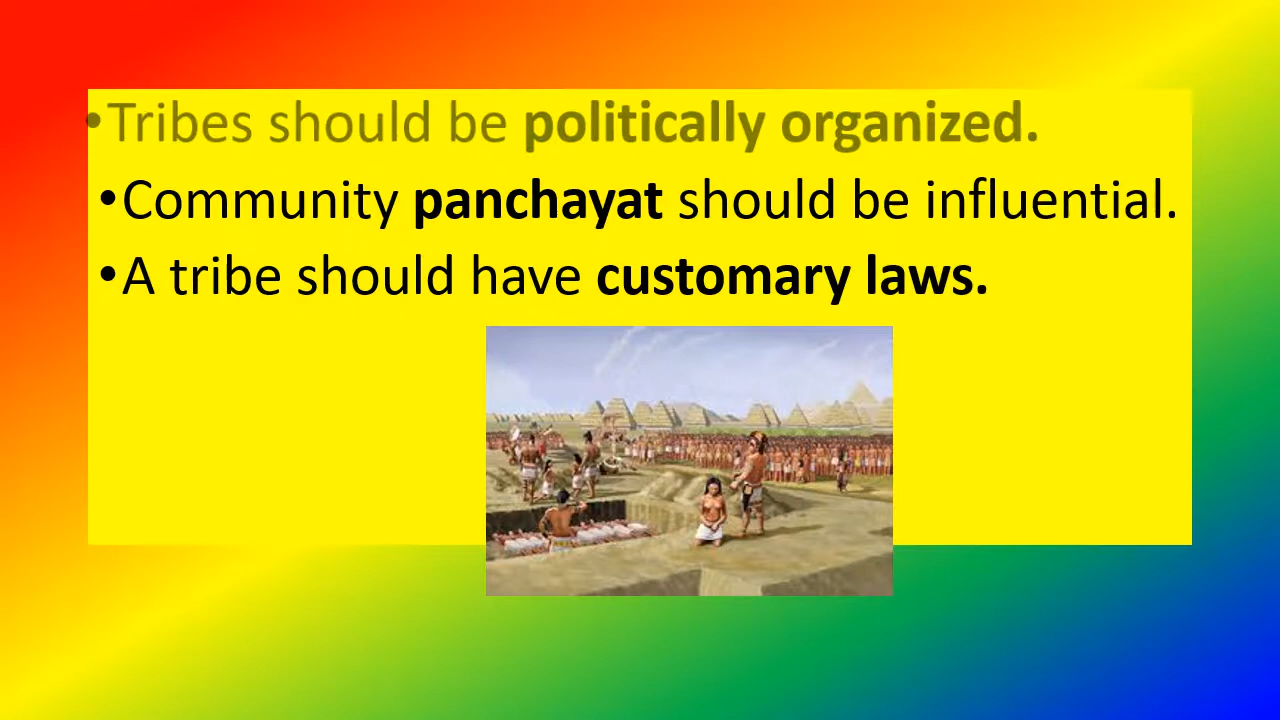 •Tribes should be politically organized.
•Community panchayat should be influential.
•A tribe should have customary laws.